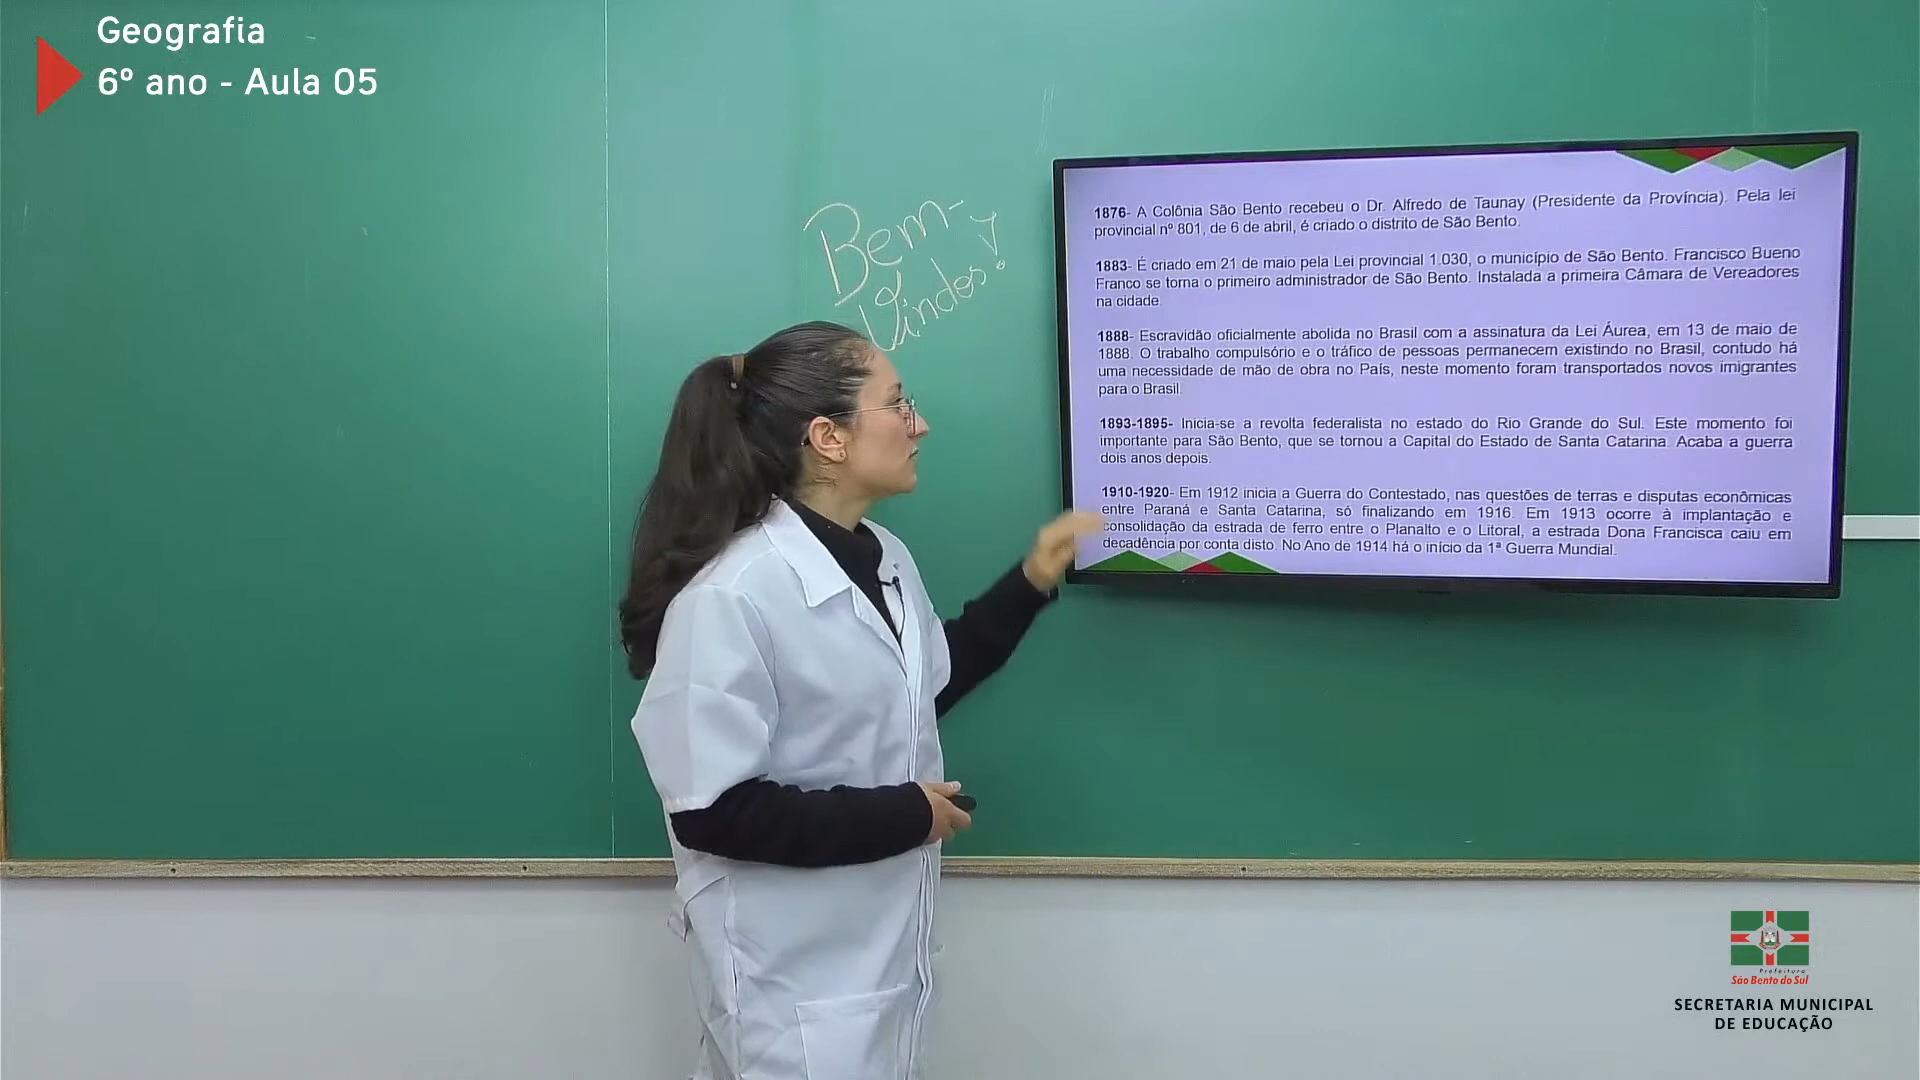 Geografia
6º ano - Aula 05
Bem-
Vindos!
1876- A Colônia São Bento recebeu o Dr. Alfredo de Taunay (Presidente da Província). Pela lei
provincial nº 801, de 6 de abril, é criado o distrito de São Bento.
1883- É criado em 21 de maio pela Lei provincial 1.030, o município de São Bento. Francisco Bueno
Franco se torna o primeiro administrador de São Bento. Instalada a primeira Câmara de Vereadores
na cidade.
1888- Escravidão oficialmente abolida no Brasil com a assinatura da Lei Áurea, em 13 de maio de
1888. O trabalho compulsório e o tráfico de pessoas permanecem existindo no Brasil, contudo há
uma necessidade de mão de obra no País, neste momento foram transportados novos imigrantes
para o Brasil.
1893-1895- Inicia-se a revolta federalista no estado do Rio Grande do Sul. Este momento foi
importante para São Bento, que se tornou a Capital do Estado de Santa Catarina. Acaba a guerra
dois anos depois.
1910-1920- Em 1912 inicia a Guerra do Contestado, nas questões de terras e disputas econômicas
entre Paraná e Santa Catarina, só finalizando em 1916. Em 1913 ocorre à implantação e
consolidação da estrada de ferro entre o Planalto e o Litoral, a estrada Dona Francisca caiu em
decadência por conta disto. No Ano de 1914 há o início da 1ª Guerra Mundial.
Prefeitura
São Bento do Sul
SECRETARIA MUNICIPAL
DE EDUCAÇÃO